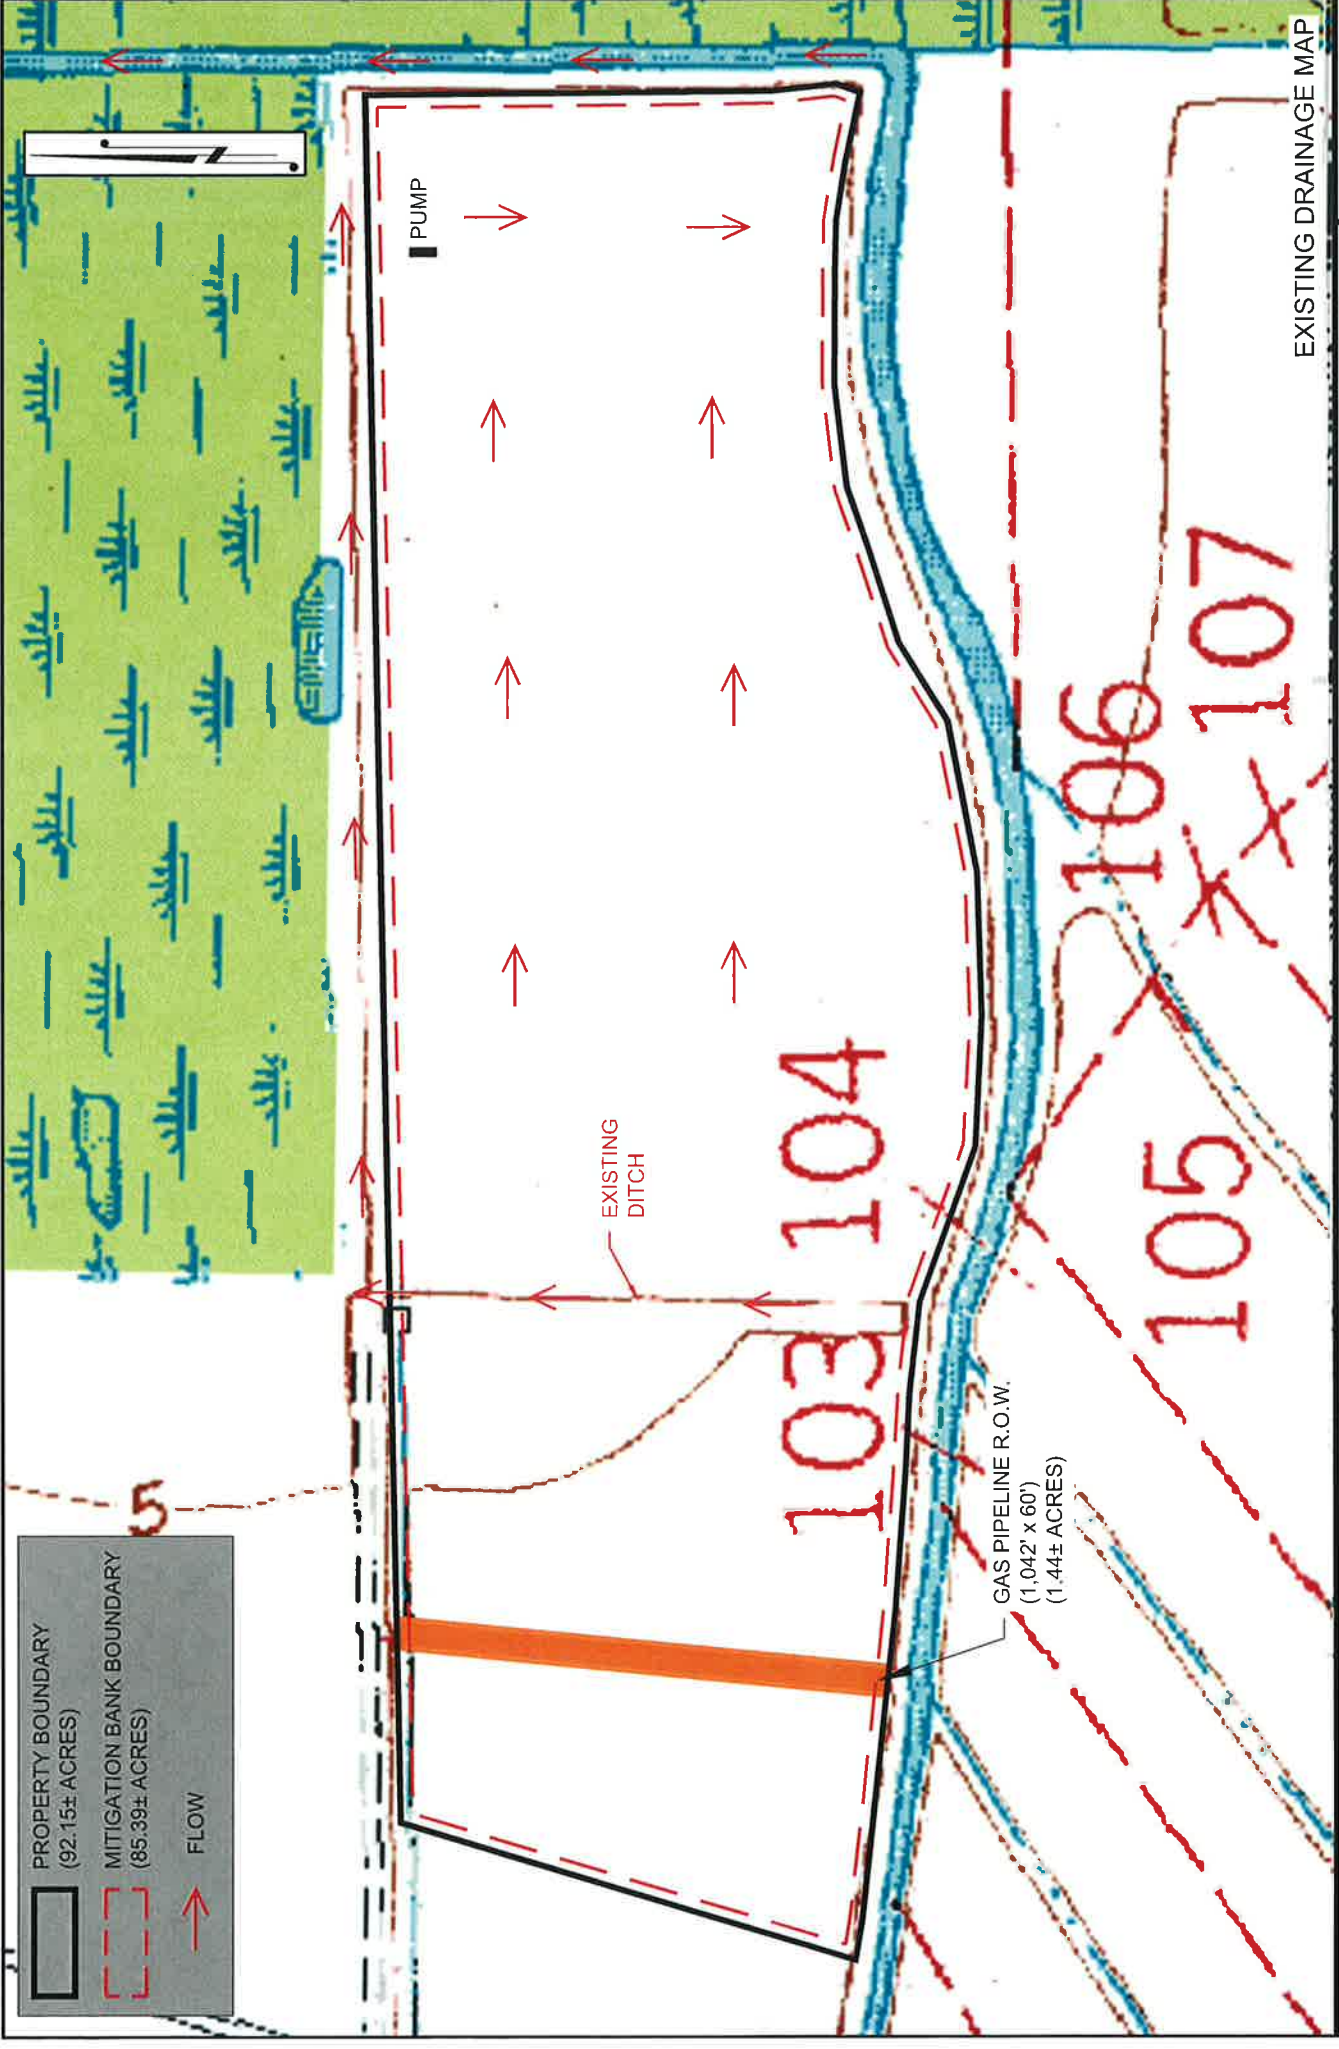 PROPERTY BOUNDARY
(92.15± ACRES)
MITIGATION BANK BOUNDARY
(85.39± ACRES)
FLOW
5
PUMP
EXISTING
DITCH
103
104
GAS PIPELINE R.O.W.
(1,042' x 60')
(1.44± ACRES)
105
106
107
EXISTING DRAINAGE MAP